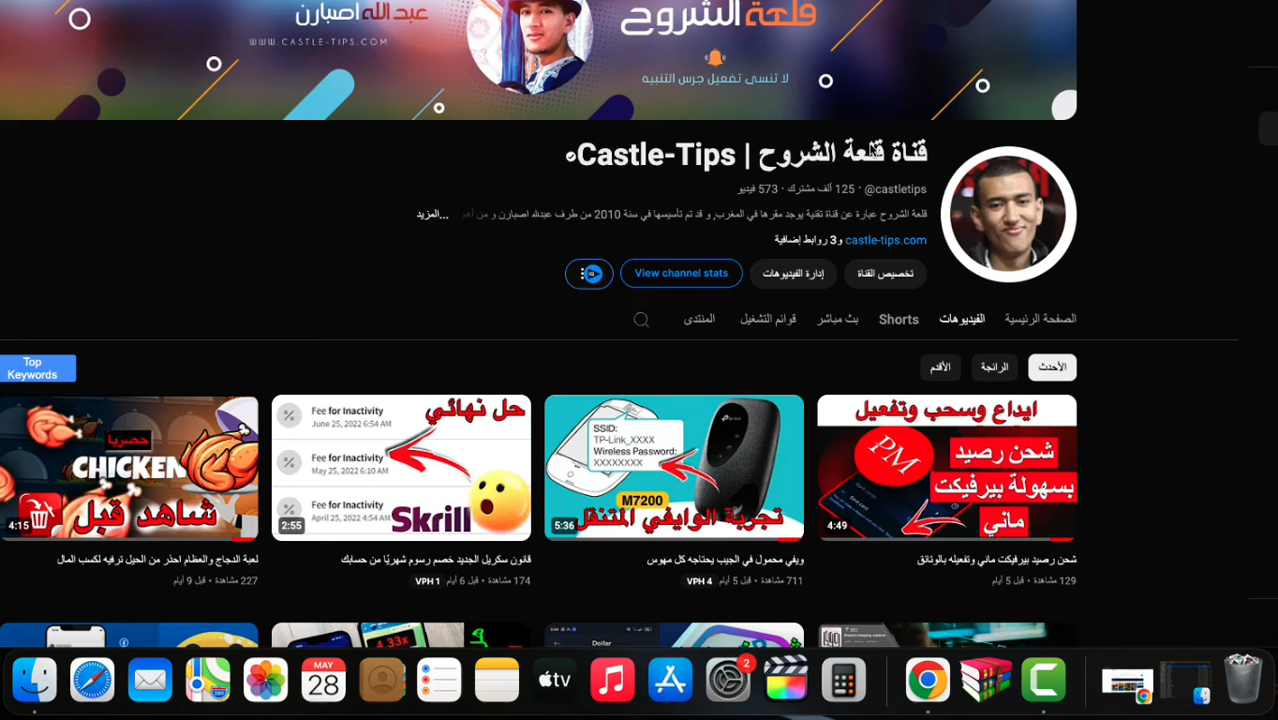 عبد الله اصبارن
WWW.CASTLE-TIPS.COM
قلعة الشروح
لا تنسى تفعيل جرس التنبيه
قناة قلعة الشروح | Castle-Tips
@castletips • 125 ألف مشترك • 573 فيديو
قلعة الشروح عبارة عن قناة تقنية يوجد مقرها في المغرب, و قد تم تأسيسها في سنة 2010 من طرف عبدالله اصبارن و من أهم ...المزيد
castle-tips.com و3 روابط إضافية
تخصيص القناة
إدارة الفيديوهات
View channel stats
الصفحة الرئيسية
الفيديوهات
Shorts
بث مباشر
قوائم التشغيل
المنتدى
الأحدث
الرائجة
الأقدم
Top
Keywords
ايداع وسحب وتفعيل
PM
شحن رصيد
بسهولة بيرفيكت
ماني
4:49
SSID:
TP-Link_XXXX
Wireless Password:
XXXXXXXX
M7200
تجربة الوايفي المتنقل
5:36
Fee for Inactivity
June 25, 2022 6:54 AM
Fee for Inactivity
May 25, 2022 6:10 AM
Fee for Inactivity
April 25, 2022 4:54 AM
حل نهائي
Skrill
2:55
حصريا
CHICKEN
شاهد قبل
4:15
شحن رصيد بيرفيكت ماني وتفعيله بالوثائق
129 مشاهدة • قبل 5 أيام
ويفي محمول في الجيب يحتاجه كل مهوس
711 مشاهدة • قبل 5 أيام VPH 4
قانون سكريل الجديد خصم رسوم شهريًا من حسابك
174 مشاهدة • قبل 6 أيام VPH 1
لعبة الدجاج والعظام احذر من الحيل ترفيه لكسب المال
227 مشاهدة • قبل 9 أيام
4.33x
Dollar
MAY
28
tv
2